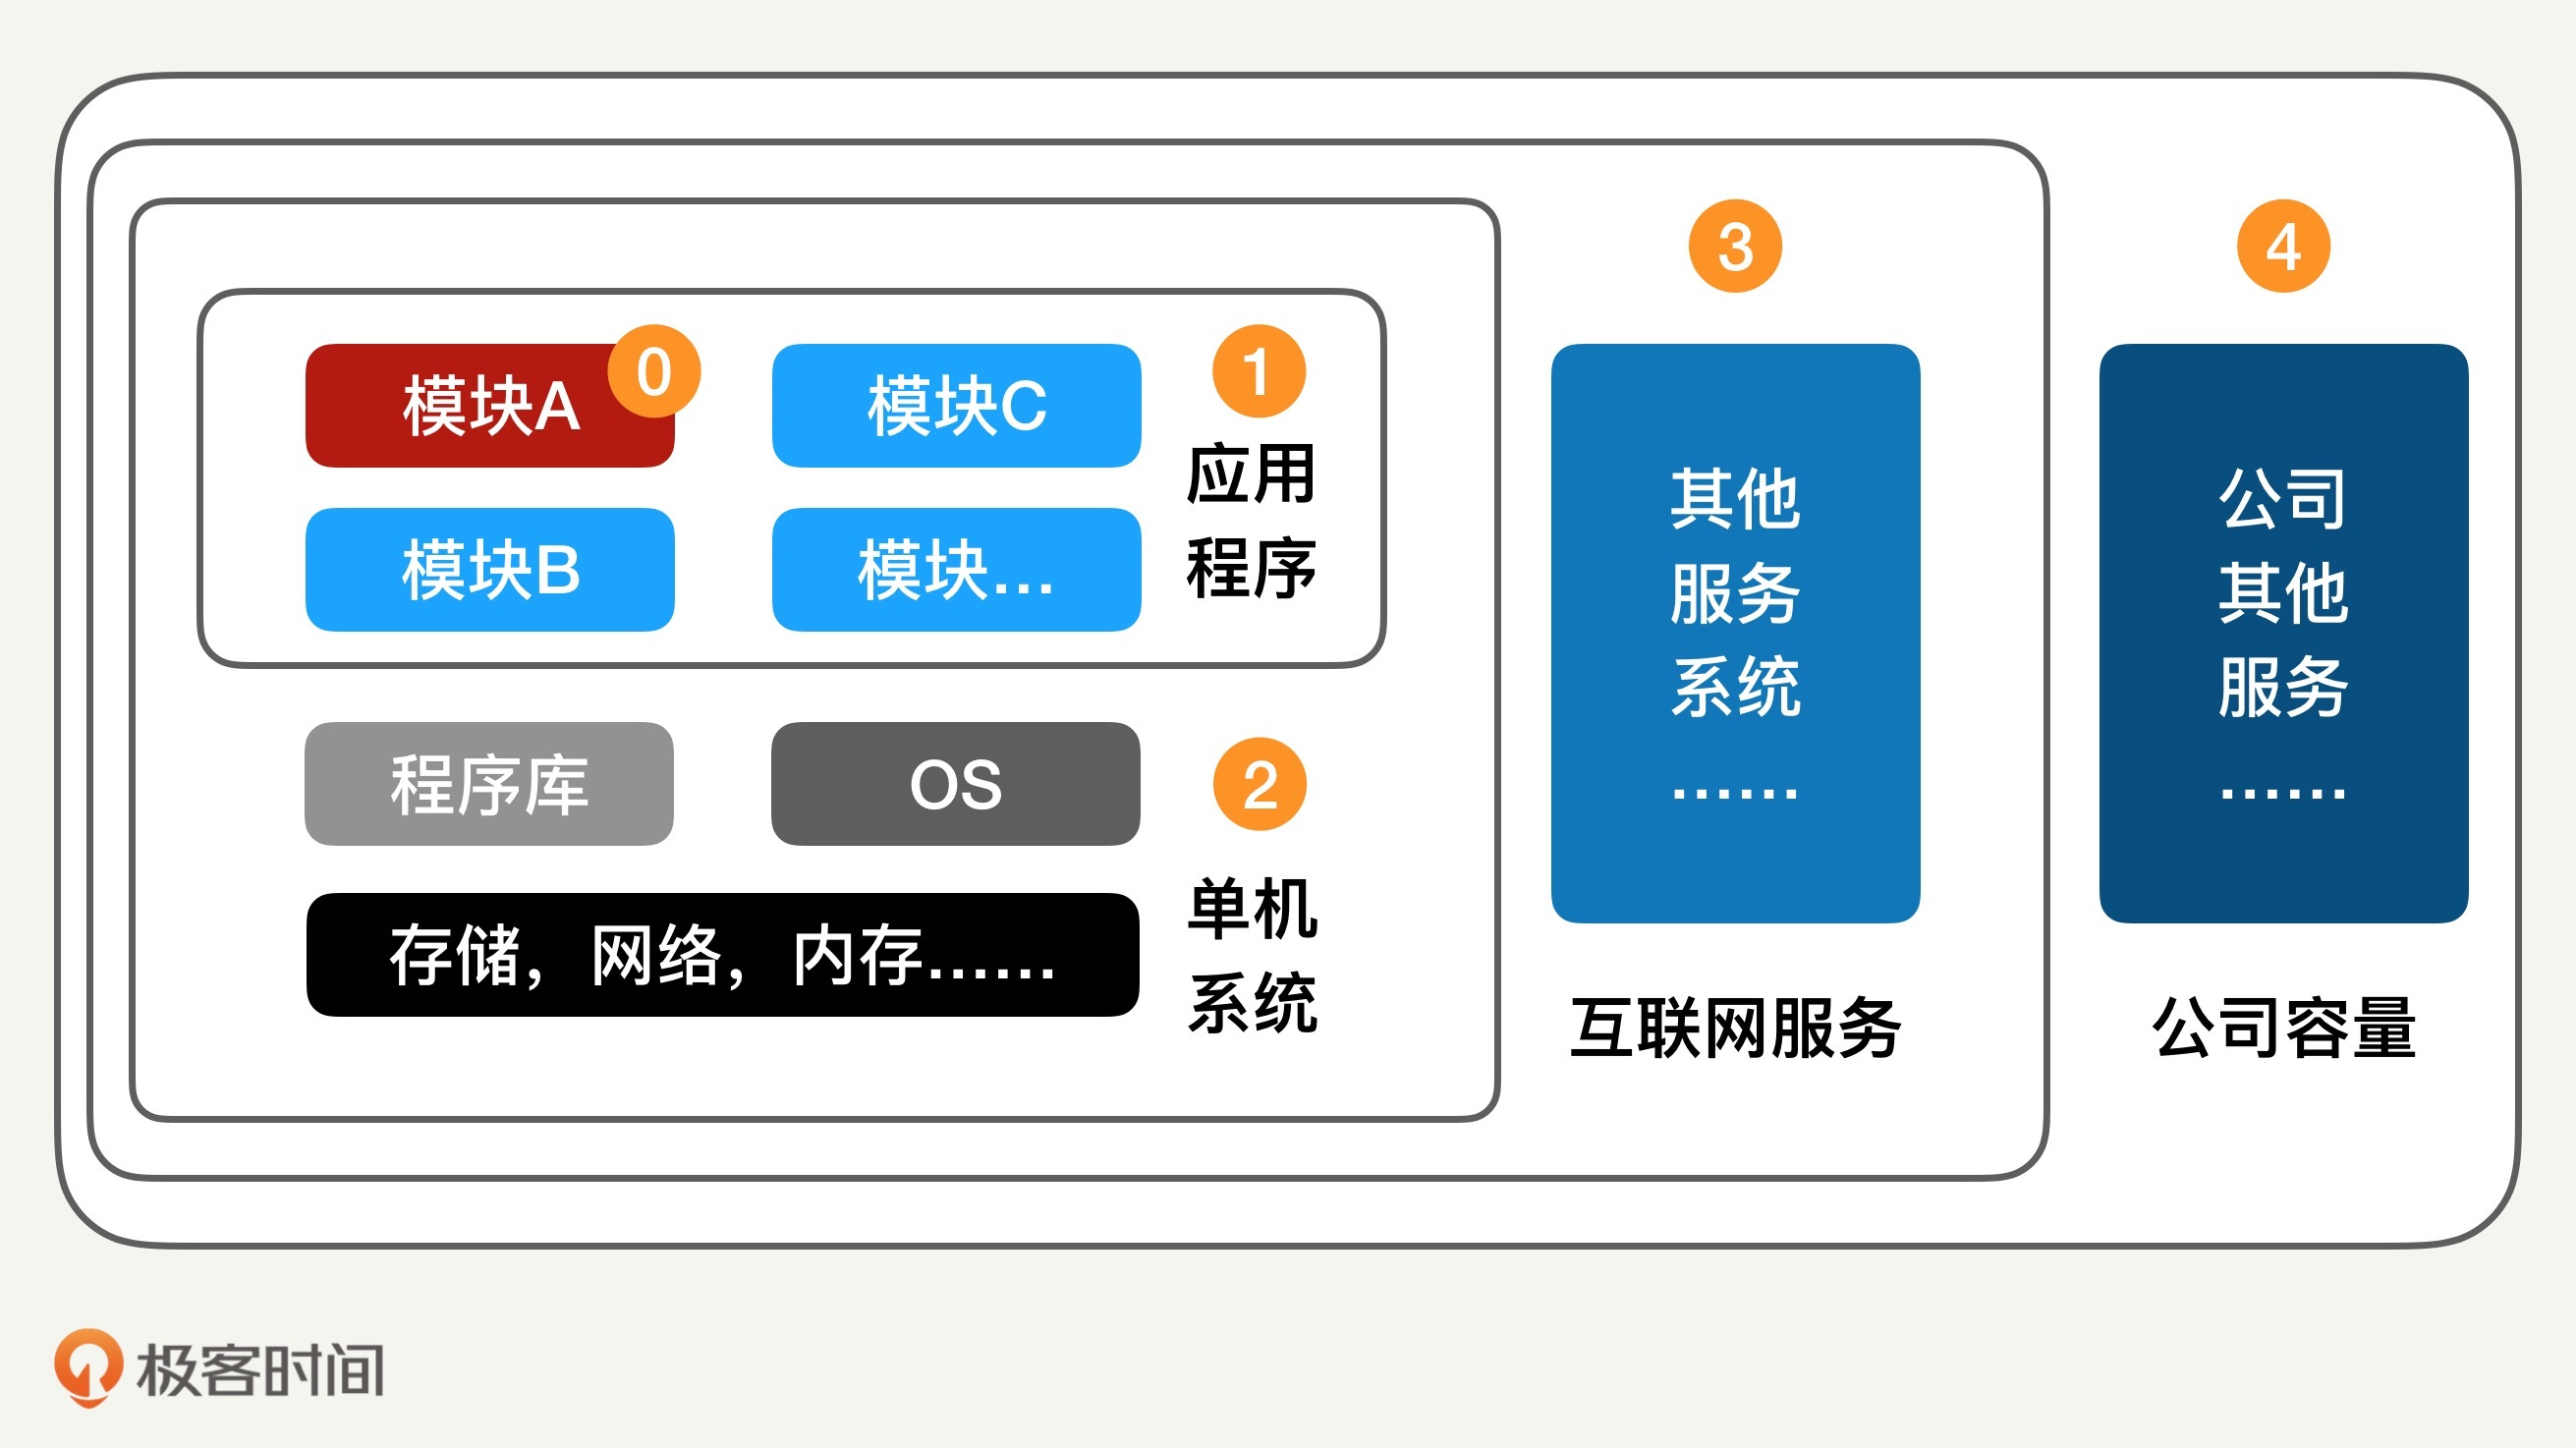 模块A
0
模块C
1
应用
程序
模块B
模块...
程序库
OS
2
单机
系统
存储，网络，内存......
3
其他
服务
系统
......
互联网服务
4
公司
其他
服务
......
公司容量
极客时间